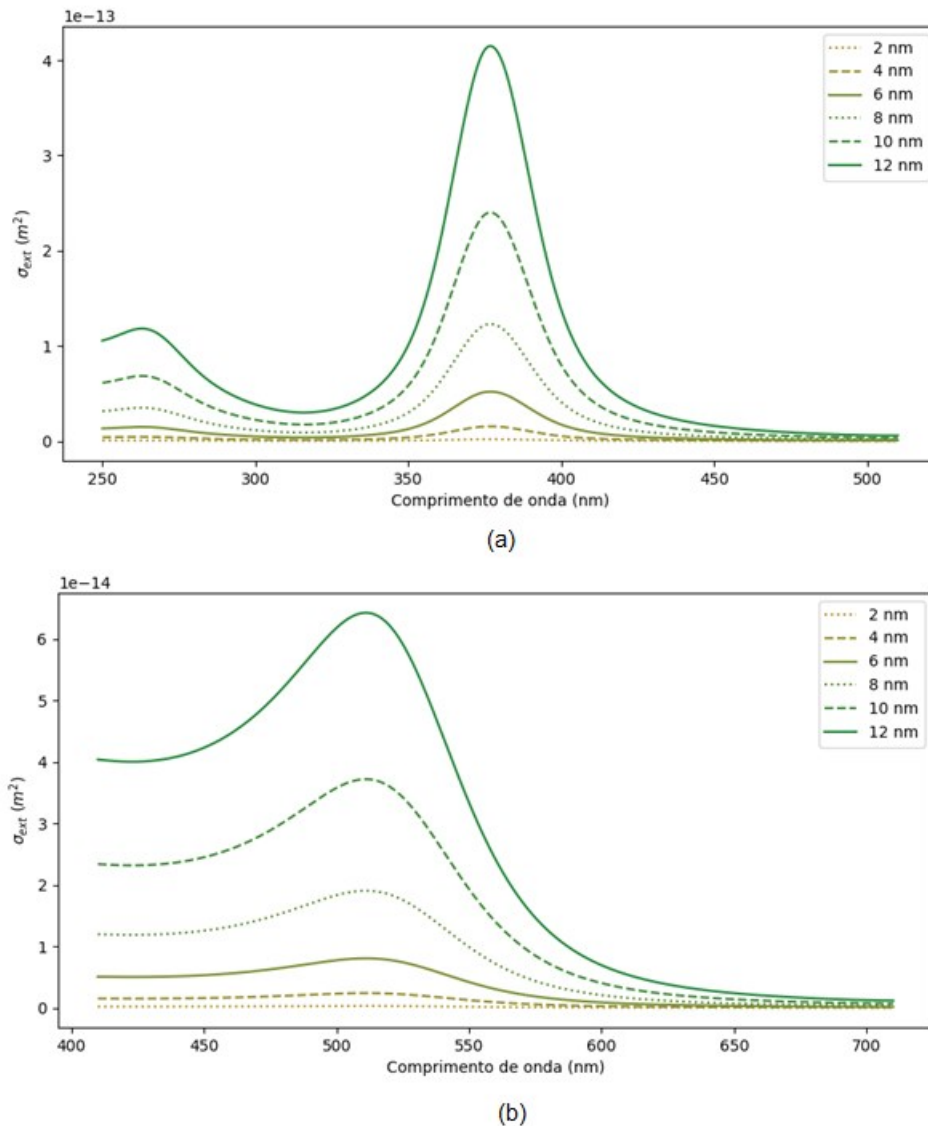 1e−13
4
3
2
1
0
σext (m²)
2 nm
4 nm
6 nm
8 nm
10 nm
12 nm
250 300 350 400 450 500
Comprimento de onda (nm)
(a)
1e−14
6
5
4
3
2
1
0
σext (m²)
2 nm
4 nm
6 nm
8 nm
10 nm
12 nm
400 450 500 550 600 650 700
Comprimento de onda (nm)
(b)